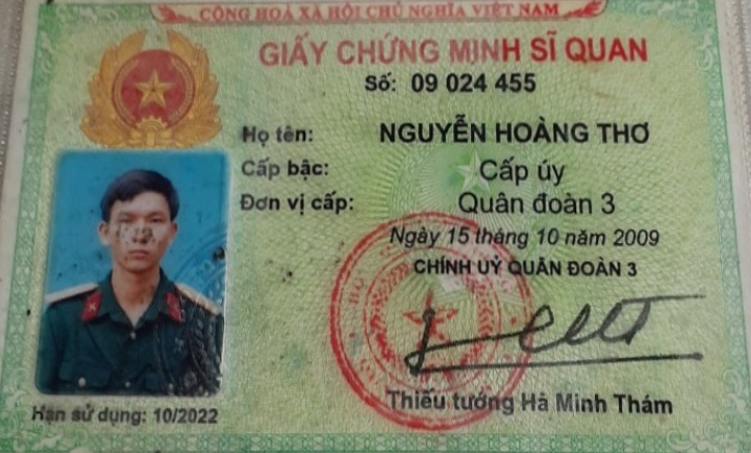 CỘNG HOÀ XÃ HỘI CHỦ NGHĨA VIỆT NAM
GIẤY CHỨNG MINH SĨ QUAN
Số: 09 024 455
Họ tên: NGUYỄN HOÀNG THƠ
Cấp bậc: Cấp úy
Đơn vị cấp: Quân đoàn 3
Ngày 15 tháng 10 năm 2009
CHÍNH UỶ QUÂN ĐOÀN 3
Thiếu tướng Hà Minh Thám
Hạn sử dụng: 10/2022